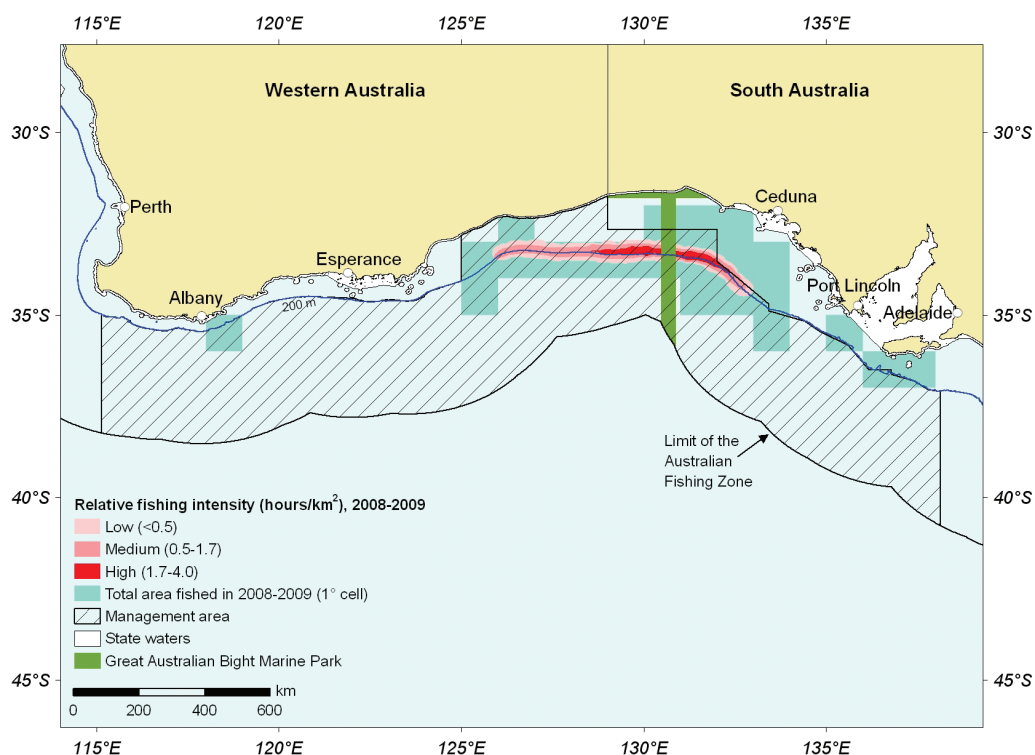 115°E 120°E 125°E 130°E 135°E
Western Australia South Australia
30°S 30°S
Perth
Ceduna
Esperance
Port Lincoln
Albany
200 m
Adelaide
35°S 35°S
Limit of the
Australian
Fishing Zone
40°S 40°S
Relative fishing intensity (hours/km²), 2008-2009
Low (<0.5)
Medium (0.5-1.7)
High (1.7-4.0)
Total area fished in 2008-2009 (1° cell)
Management area
State waters
Great Australian Bight Marine Park
45°S 45°S
km
0 200 400 600
115°E 120°E 125°E 130°E 135°E